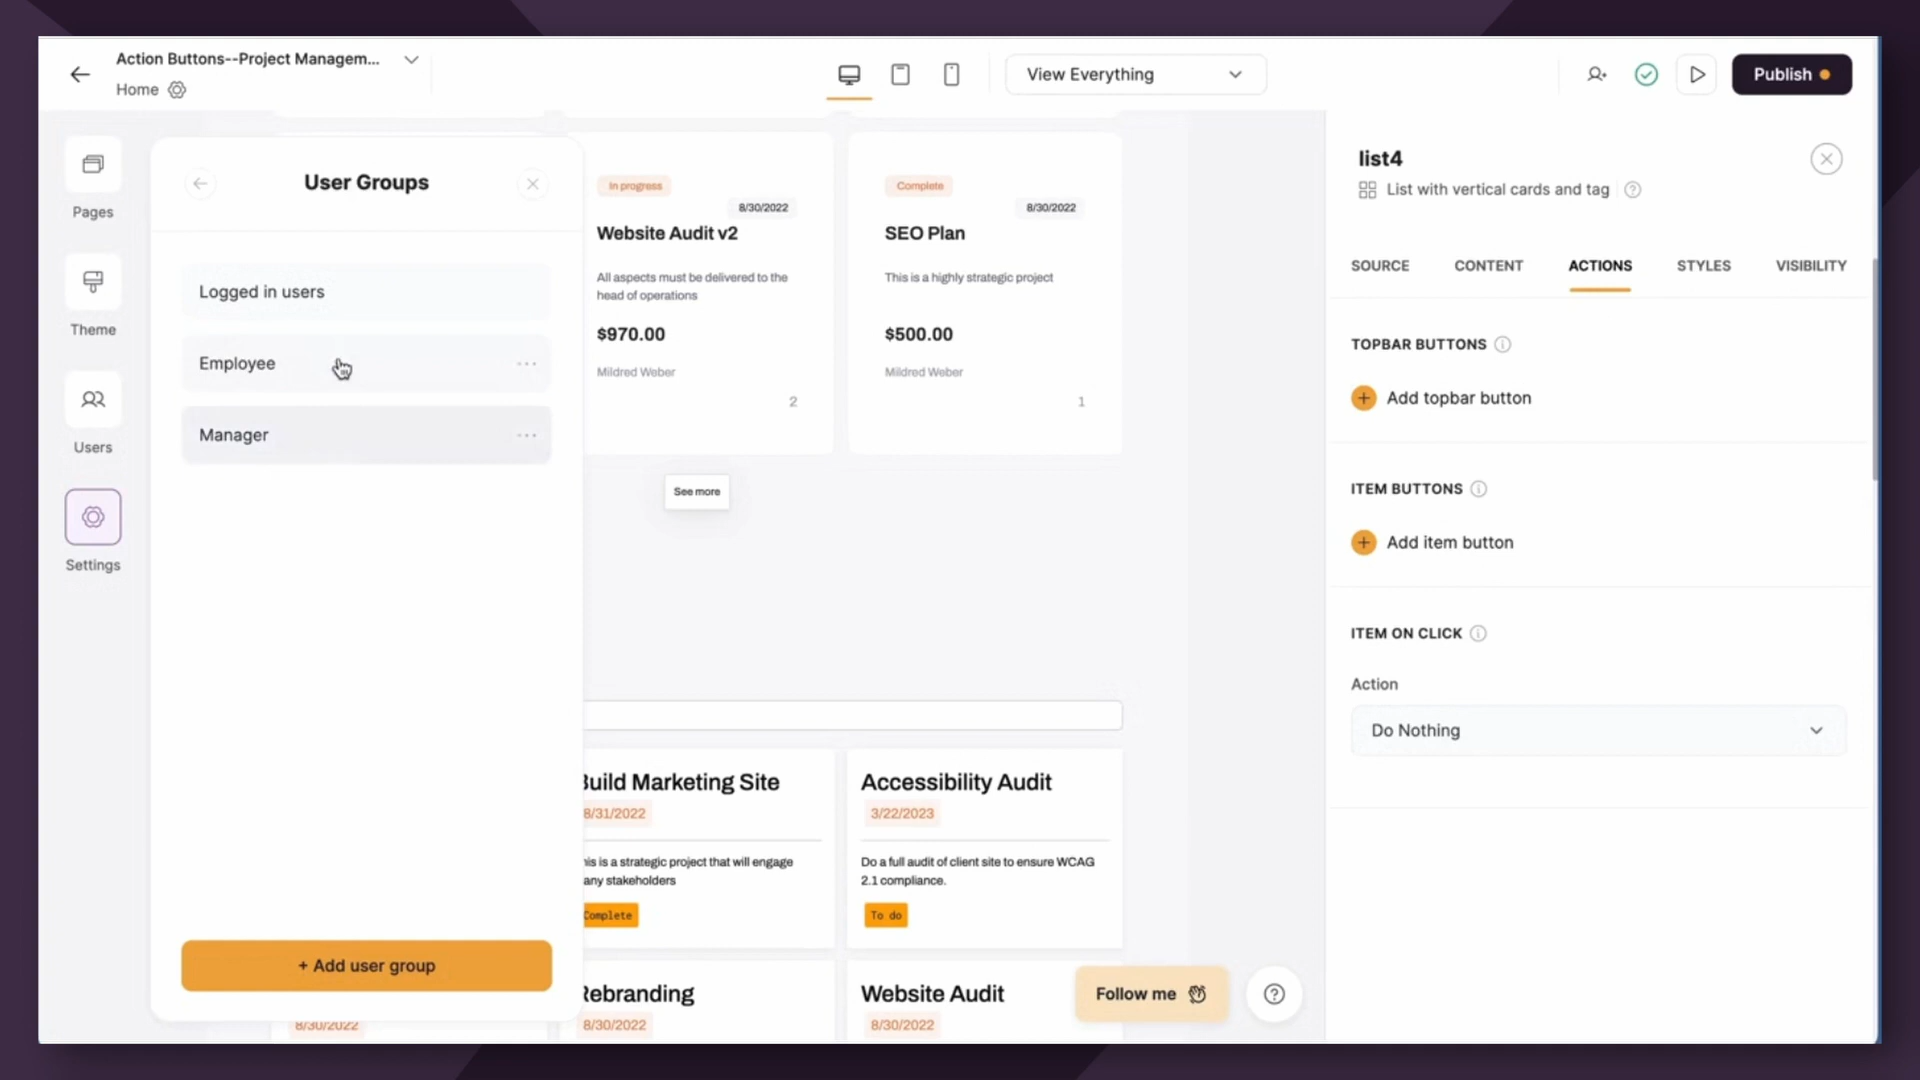 Action Buttons--Project Managem...
Home
View Everything
Publish
Pages
Theme
Users
Settings
User Groups
Logged in users
Employee
Manager
+ Add user group
In progress
8/30/2022
Website Audit v2
All aspects must be delivered to the
head of operations
$970.00
Mildred Weber
2
Complete
8/30/2022
SEO Plan
This is a highly strategic project
$500.00
Mildred Weber
1
See more
Build Marketing Site
8/31/2022
his is a strategic project that will engage
any stakeholders
Complete
Accessibility Audit
3/22/2023
Do a full audit of client site to ensure WCAG
2.1 compliance.
To do
8/30/2022
Rebranding
8/30/2022
Website Audit
8/30/2022
Follow me
list4
List with vertical cards and tag
SOURCE
CONTENT
ACTIONS
STYLES
VISIBILITY
TOPBAR BUTTONS
Add topbar button
ITEM BUTTONS
Add item button
ITEM ON CLICK
Action
Do Nothing